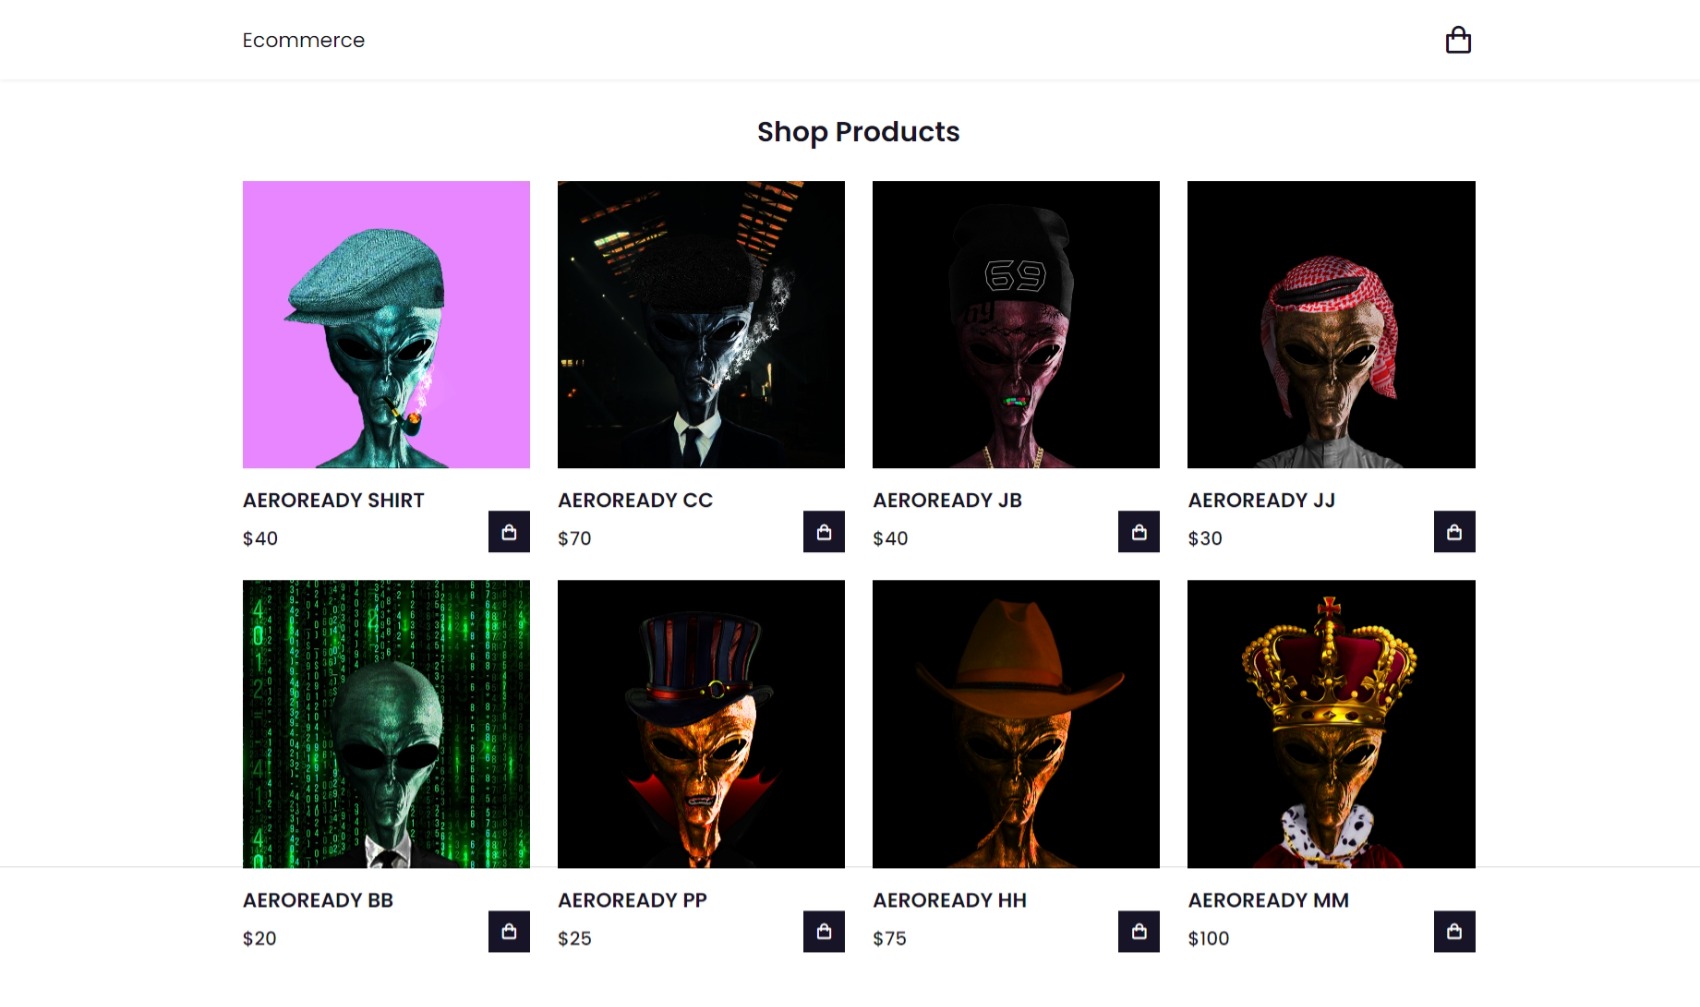 Ecommerce
Shop Products
69
ny
AEROREADY SHIRT
AEROREADY CC
AEROREADY JB
AEROREADY JJ
$40
$70
$40
$30
AEROREADY BB
AEROREADY PP
AEROREADY HH
AEROREADY MM
$20
$25
$75
$100